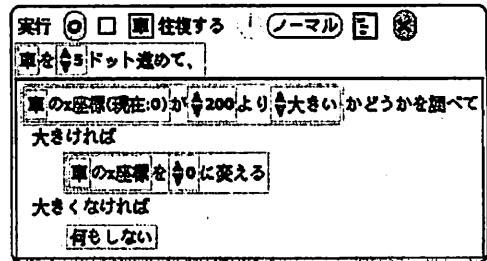 実行 車 往復する ! ノーマル
車を 5 ドット進めて、
車 のx座標(現在:0)が 200 より 大きい かどうかを調べて
大きければ
車 のx座標を 0 に変える
大きくなければ
何もしない